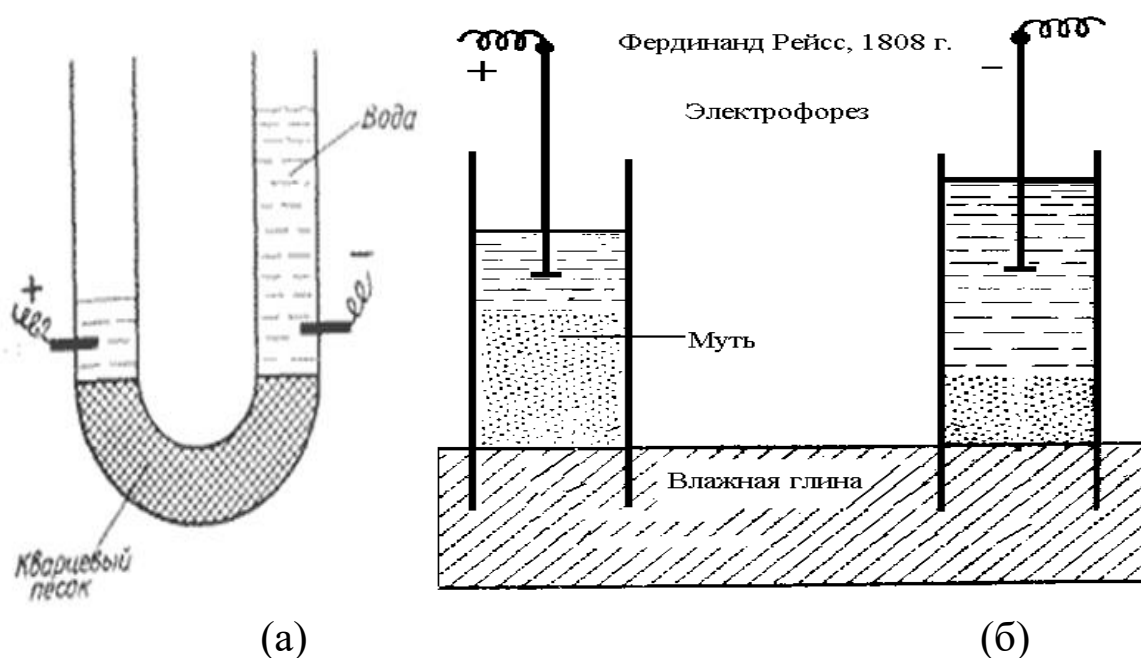 Вода
+
−
Кварцевый
песок
(а)
Фердинанд Рейсс, 1808 г.
+
−
Электрофорез
Муть
Влажная глина
(б)